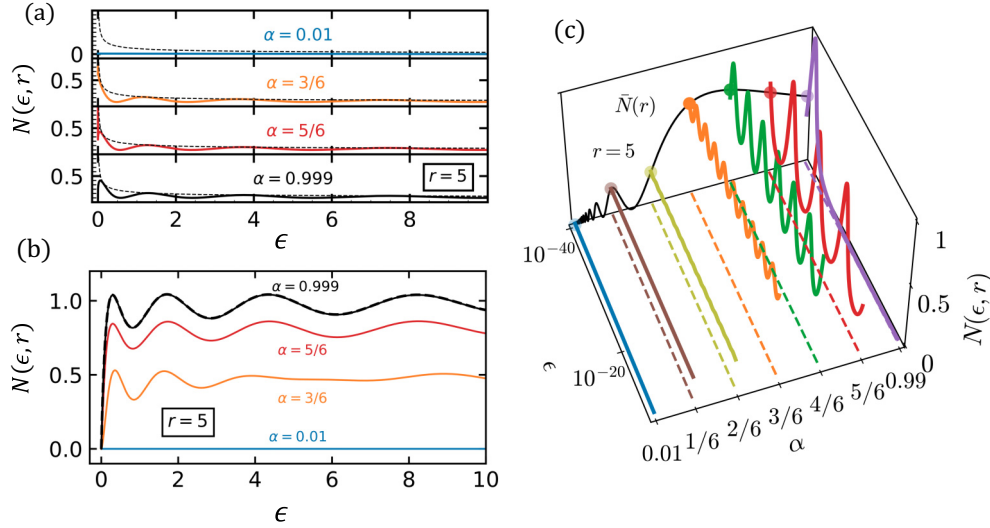 (a)
N(ϵ, r)
0
α = 0.01
0.5
α = 3/6
0.5
α = 5/6
0.5
α = 0.999
r = 5
0 2 4 6 8
ϵ
(b)
N(ϵ, r)
1.0
0.5
0.0
α = 0.999
α = 5/6
α = 3/6
r = 5
α = 0.01
0 2 4 6 8 10
ϵ
(c)
N̄(r)
r = 5
10⁻⁴⁰
10⁻²⁰
ϵ
0.01 1/6 2/6 3/6 4/6 5/6 0.99
α
1
0.5
0
N(ϵ, r)